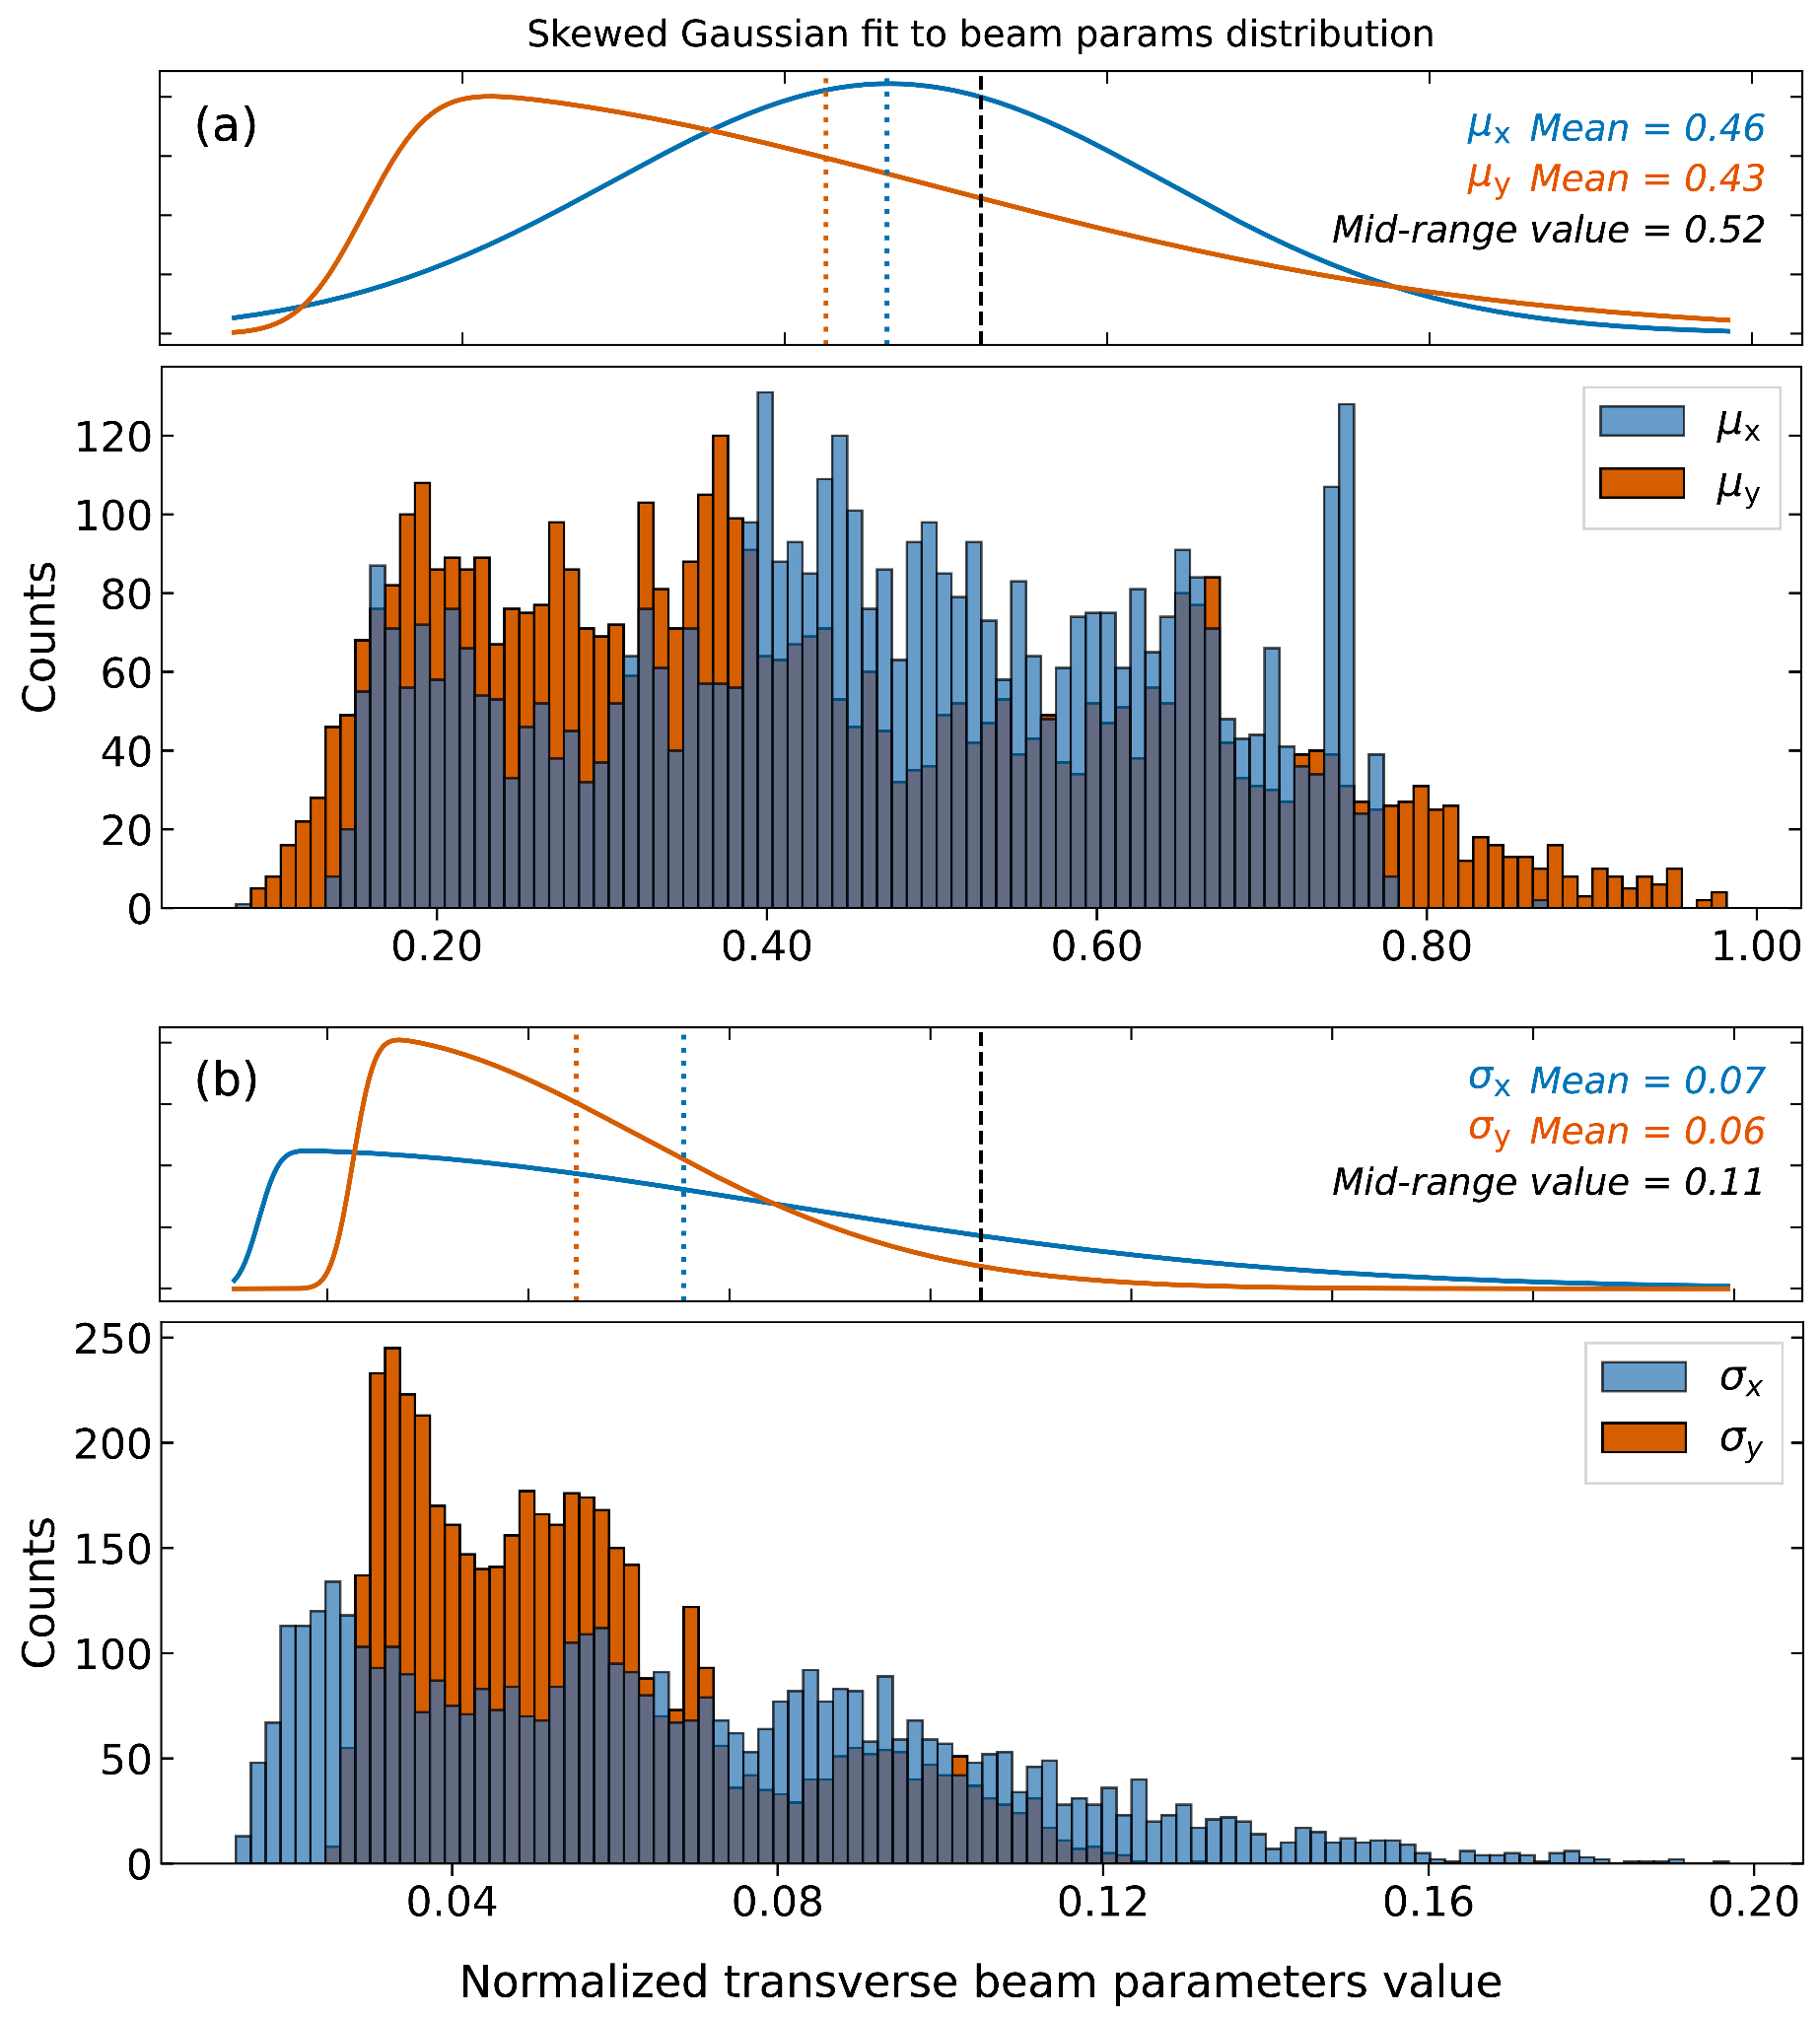 Skewed Gaussian fit to beam params distribution
(a)
μx Mean = 0.46
μy Mean = 0.43
Mid-range value = 0.52
μx
μy
Counts
120
100
80
60
40
20
0
0.20 0.40 0.60 0.80 1.00
(b)
σx Mean = 0.07
σy Mean = 0.06
Mid-range value = 0.11
σx
σy
Counts
250
200
150
100
50
0
0.04 0.08 0.12 0.16 0.20
Normalized transverse beam parameters value